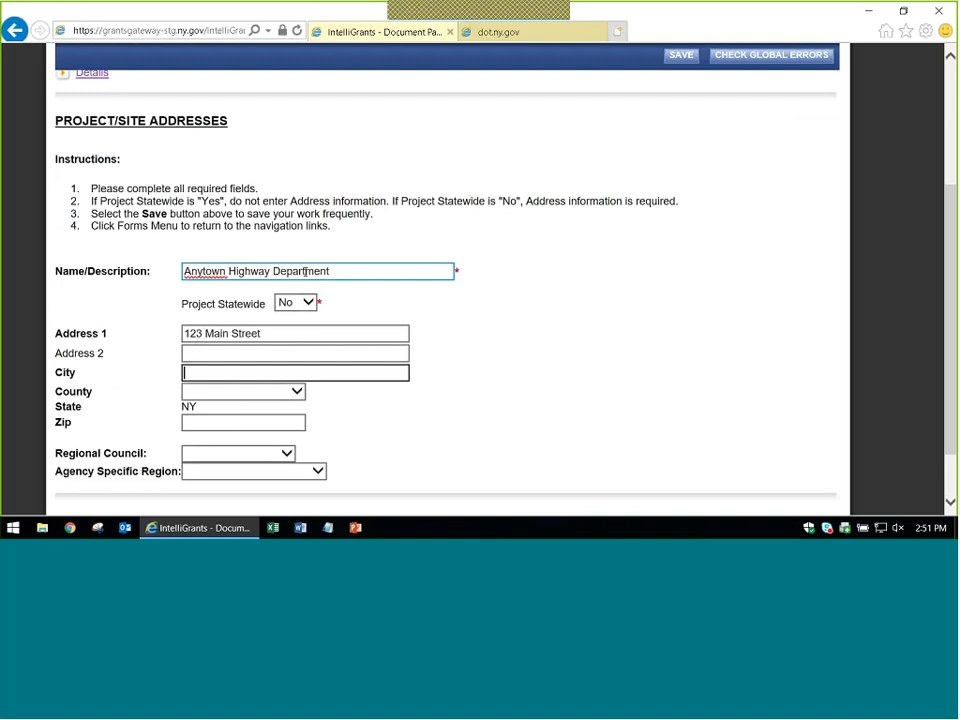 https://grantsgateway-stg.ny.gov/IntelliGra
IntelliGrants - Document Pa...
dot.ny.gov
SAVE
CHECK GLOBAL ERRORS
Details
PROJECT/SITE ADDRESSES
Instructions:
1. Please complete all required fields.
2. If Project Statewide is "Yes", do not enter Address information. If Project Statewide is "No", Address information is required.
3. Select the Save button above to save your work frequently.
4. Click Forms Menu to return to the navigation links.
Name/Description: Anytown Highway Department *
Project Statewide No *
Address 1 123 Main Street
Address 2
City
County
State NY
Zip
Regional Council:
Agency Specific Region:
IntelliGrants - Docum...
2:51 PM